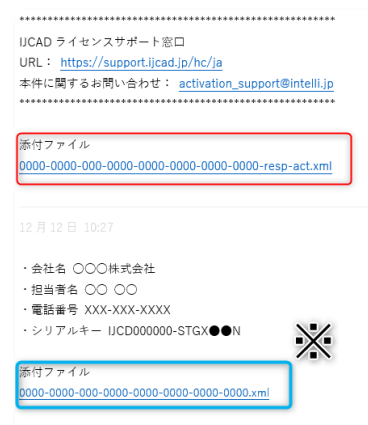 ********************************************************
IJCAD ライセンスサポート窓口
URL： https://support.ijcad.jp/hc/ja
本件に関するお問い合わせ： activation_support@intelli.jp
********************************************************
添付ファイル
0000-0000-000-0000-0000-0000-0000-0000-resp-act.xml
12 月 12 日 10:27
・会社名 〇〇〇株式会社
・担当者名 〇〇 〇〇
・電話番号 XXX-XXX-XXXX
・シリアルキー IJCD000000-STGX●●N
※
添付ファイル
0000-0000-000-0000-0000-0000-0000-0000.xml